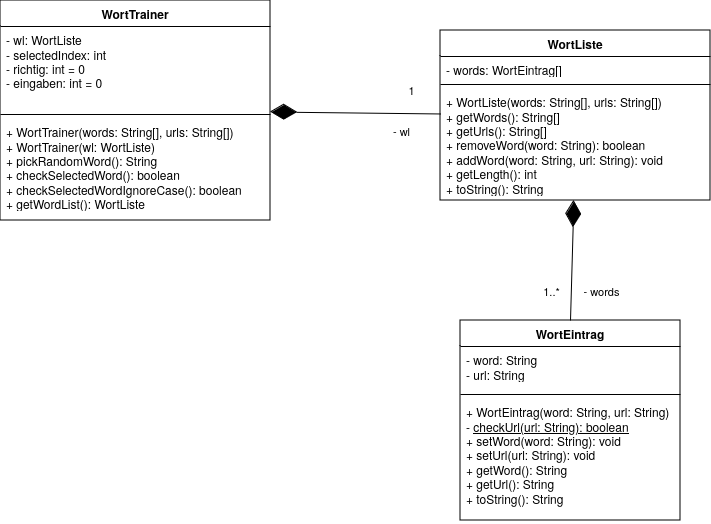 WortTrainer
- wl: WortListe
- selectedIndex: int
- richtig: int = 0
- eingaben: int = 0
+ WortTrainer(words: String[], urls: String[])
+ WortTrainer(wl: WortListe)
+ pickRandomWord(): String
+ checkSelectedWord(): boolean
+ checkSelectedWordIgnoreCase(): boolean
+ getWordList(): WortListe
1
- wl
WortListe
- words: WortEintrag[]
+ WortListe(words: String[], urls: String[])
+ getWords(): String[]
+ getUrls(): String[]
+ removeWord(word: String): boolean
+ addWord(word: String, url: String): void
+ getLength(): int
+ toString(): String
1..* - words
WortEintrag
- word: String
- url: String
+ WortEintrag(word: String, url: String)
- checkUrl(url: String): boolean
+ setWord(word: String): void
+ setUrl(url: String): void
+ getWord(): String
+ getUrl(): String
+ toString(): String